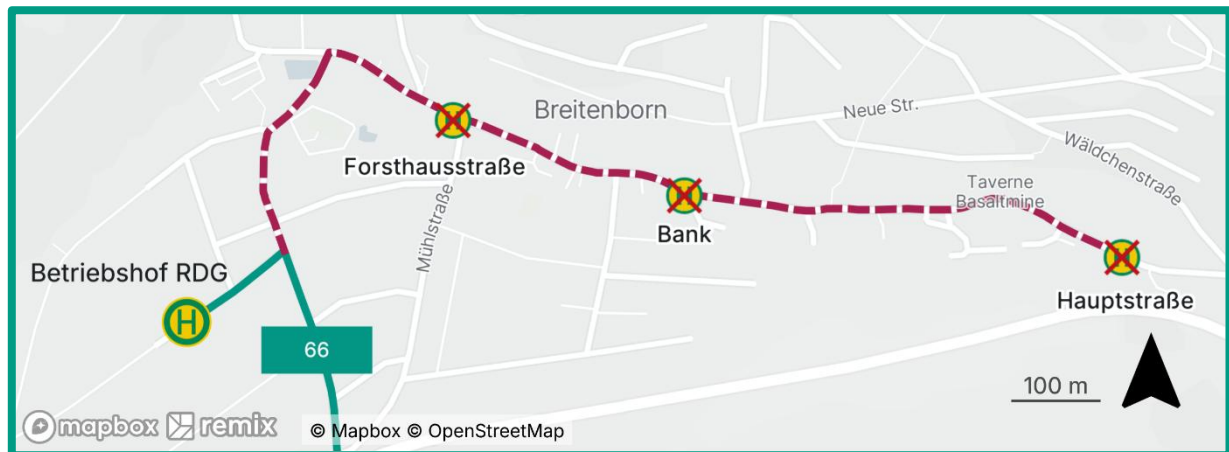 Breitenborn
Neue Str.
Forsthausstraße
Wäldchenstraße
Taverne
Basaltmine
Mühlstraße
Bank
Betriebshof RDG
H
Hauptstraße
66
100 m
mapbox remix © Mapbox © OpenStreetMap